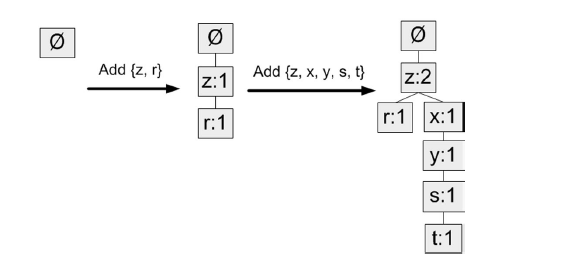 Ø
Add {z, r}
Ø
z:1
r:1
Add {z, x, y, s, t}
Ø
z:2
r:1 x:1
y:1
s:1
t:1